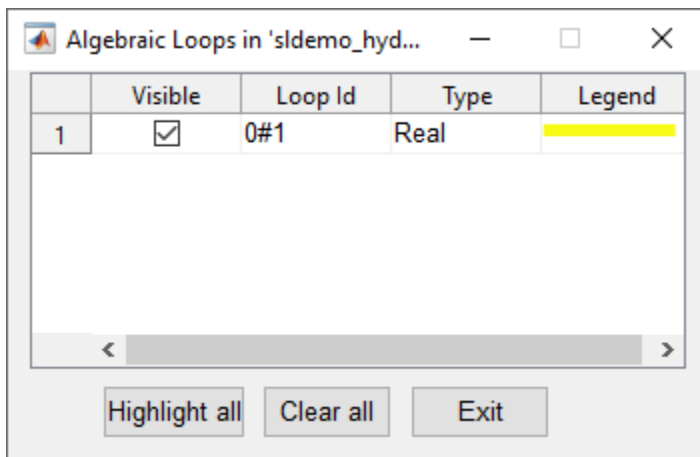 Algebraic Loops in 'sldemo_hyd...
Visible Loop Id Type Legend
1 0#1 Real
Highlight all Clear all Exit